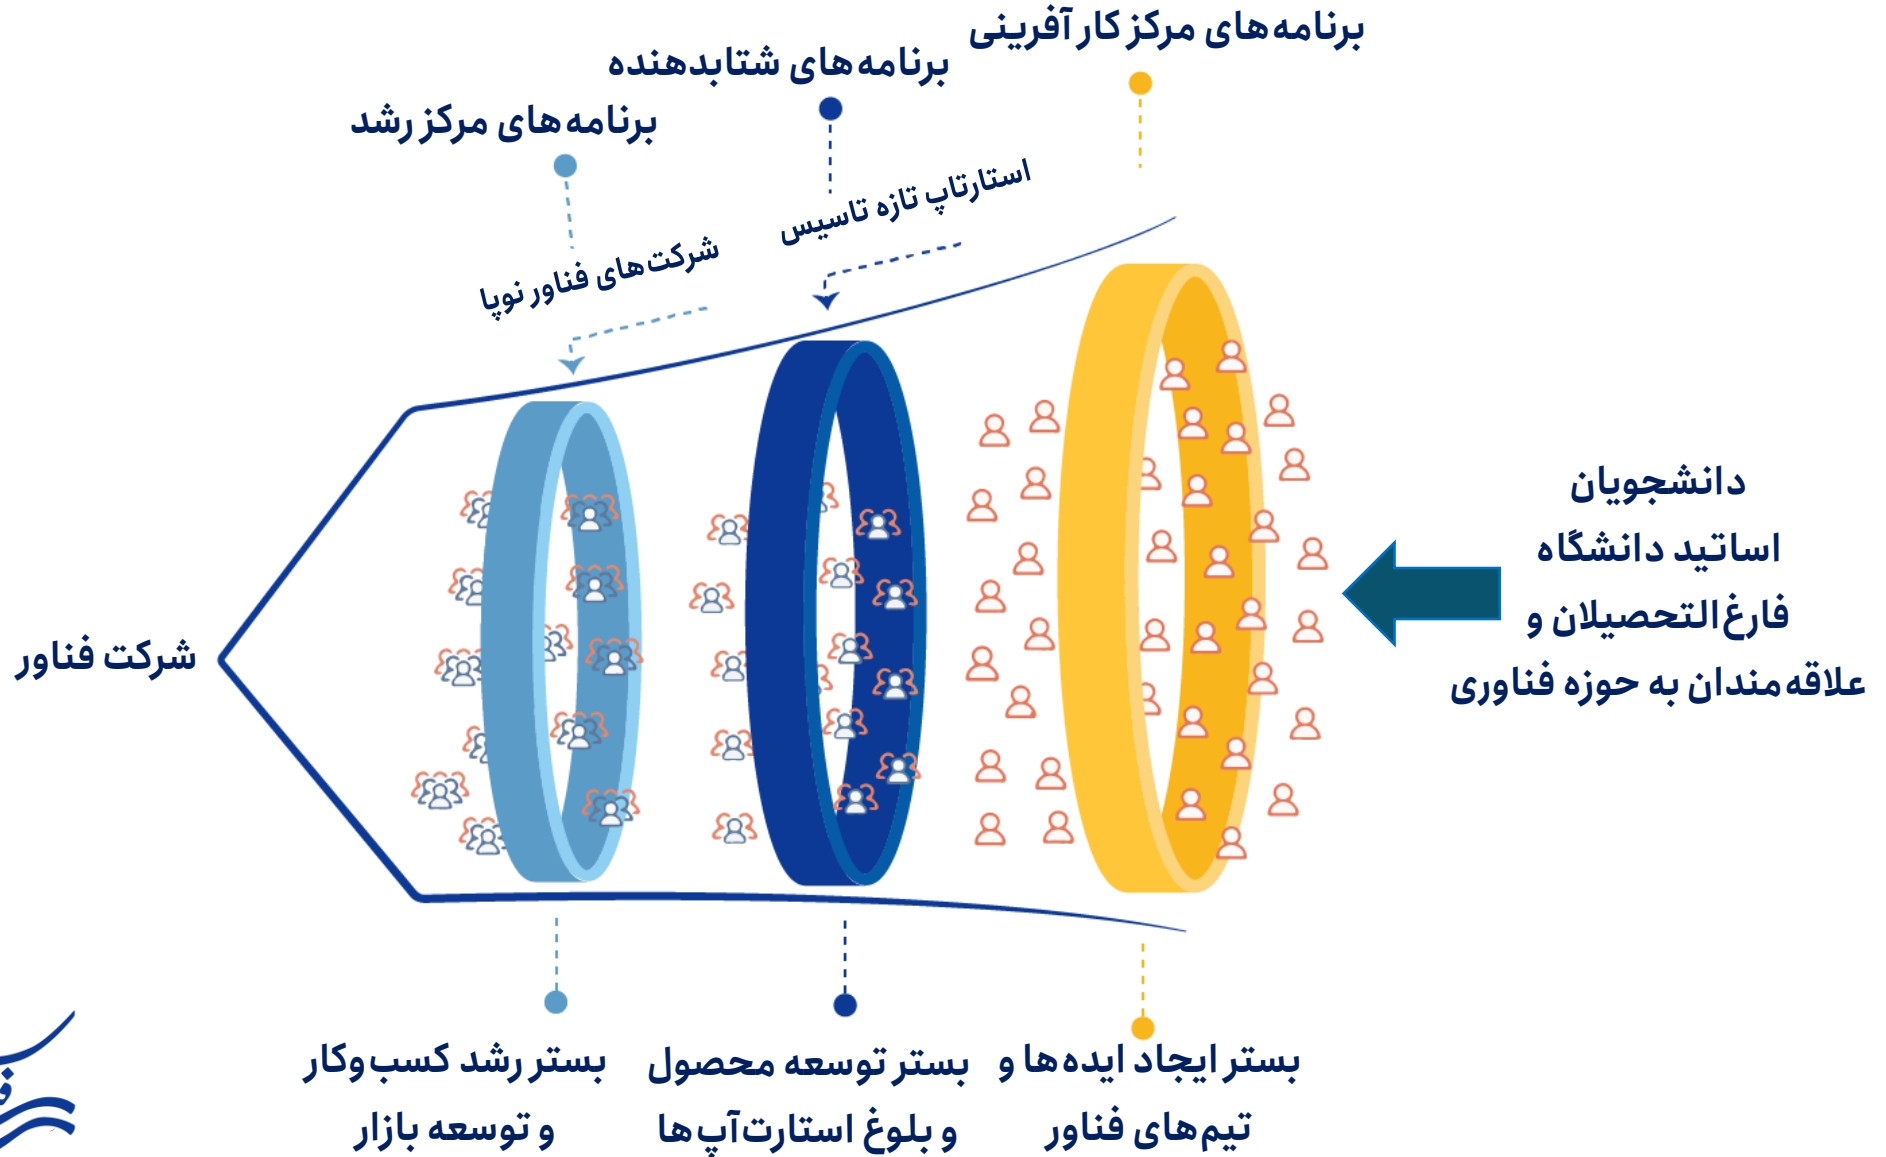 برنامه‌های مرکز کار آفرینی
برنامه‌های شتابدهنده
برنامه‌های مرکز رشد
استارتاپ تازه تاسیس
شرکت‌های فناور نوپا
دانشجویان
اساتید دانشگاه
فارغ‌التحصیلان و
علاقه‌مندان به حوزه فناوری
شرکت فناور
بستر ایجاد ایده‌ها و
تیم‌های فناور
بستر توسعه محصول
و بلوغ استارت‌آپ‌ها
بستر رشد کسب‌وکار
و توسعه بازار